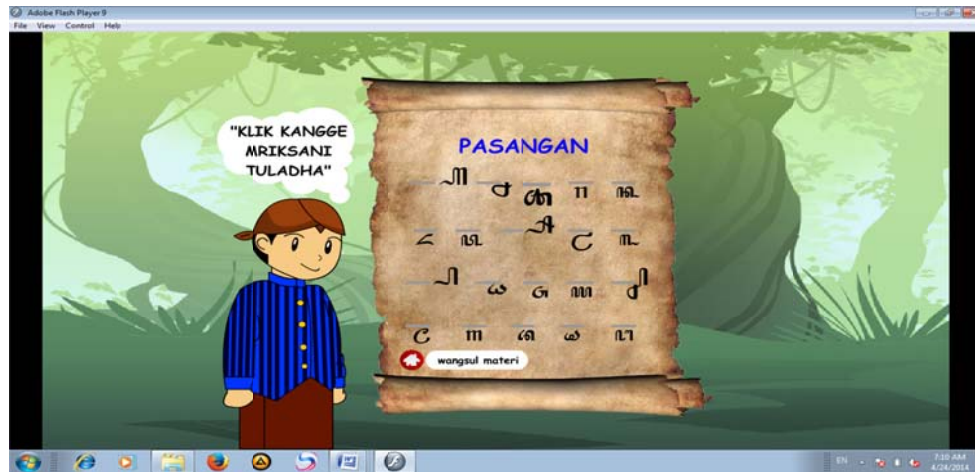 Adobe Flash Player 9
File View Control Help
"KLIK KANGGE
MRIKSANI
TULADHA"
PASANGAN
꧀ꦲ ꧀ꦤ ꧀ꦕ ꧀ꦫ ꧀ꦏ
꧀ꦢ ꧀ꦠ ꧀ꦱ ꧀ꦮ ꧀ꦭ
꧀ꦥ ꧀ꦝ ꧀ꦗ ꧀ꦪ ꧀ꦚ
꧀ꦩ ꧀ꦒ ꧀ꦧ ꧀ꦛ ꧀ꦔ
wangsul materi
EN
7:10 AM
4/24/2014